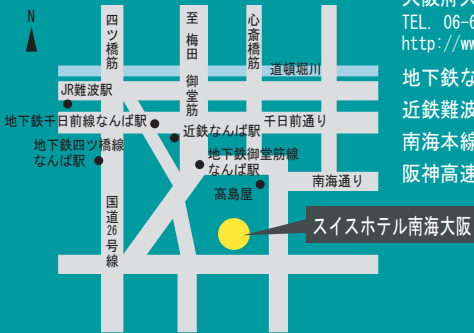 N
四ツ橋筋
至 梅田 御堂筋
心斎橋筋
道頓堀川
JR難波駅
地下鉄千日前線なんば駅
千日前通り
近鉄なんば駅
地下鉄四ツ橋線
なんば駅
地下鉄御堂筋線
なんば駅
高島屋
南海通り
国道26号線
スイスホテル南海大阪
TEL. 06-6
http://ww
地下鉄な
近鉄難波
南海本線
阪神高速